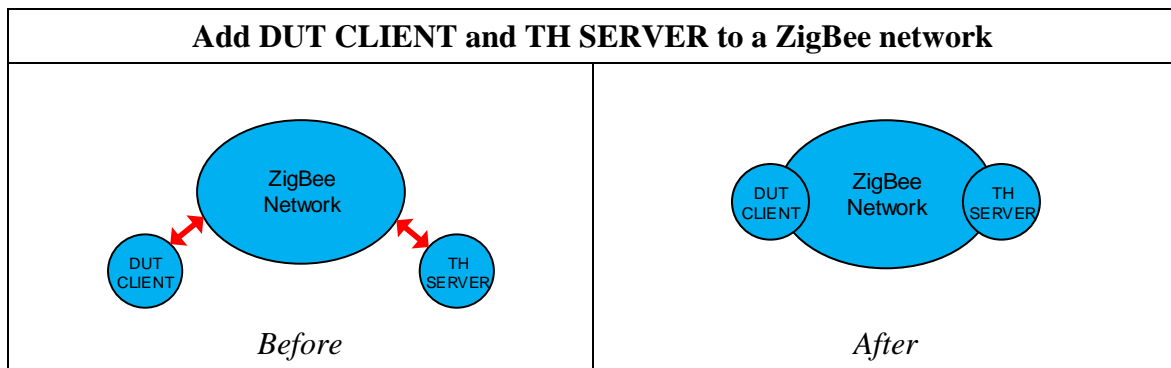 Add DUT CLIENT and TH SERVER to a ZigBee network
ZigBee
Network
DUT
CLIENT
TH
SERVER
Before
DUT
CLIENT
ZigBee
Network
TH
SERVER
After